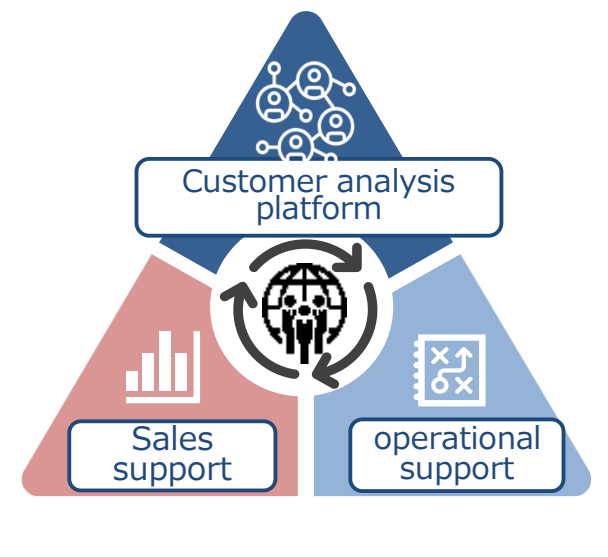 Customer analysis
platform
Sales
support
operational
support